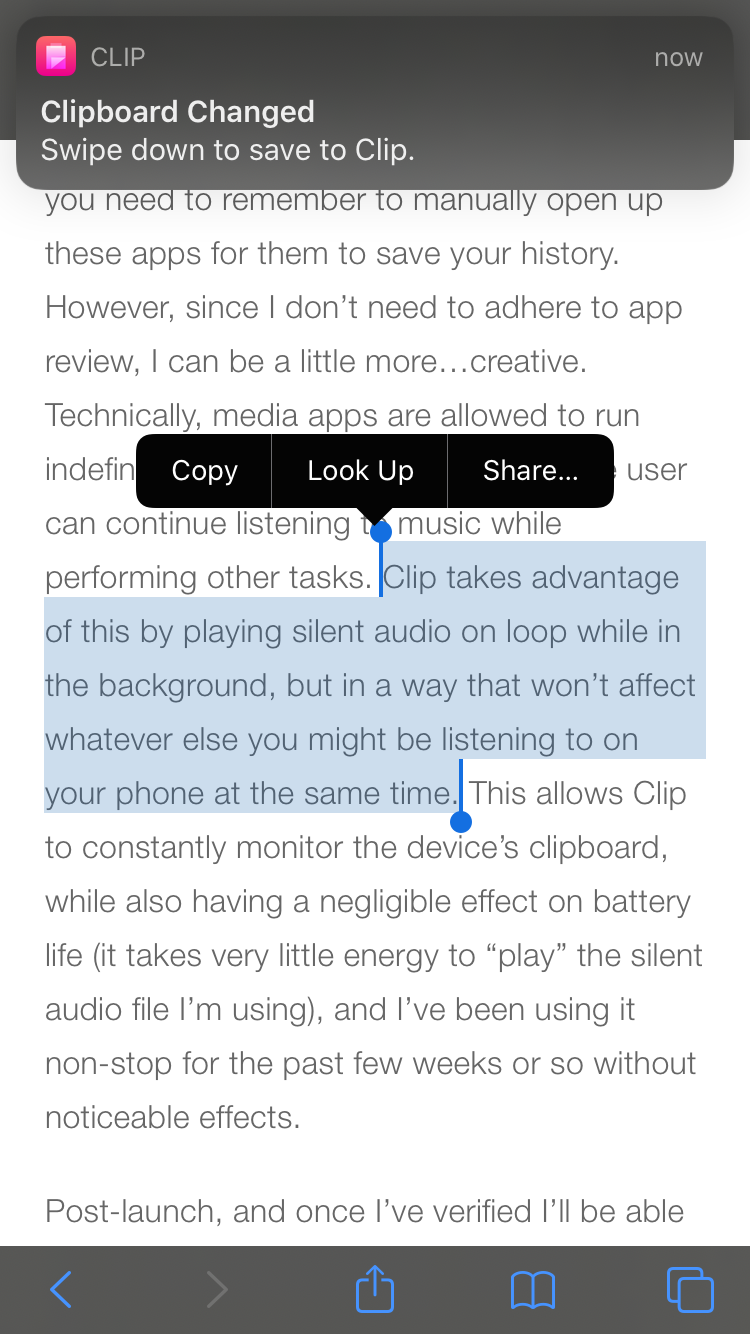 CLIP
now
Clipboard Changed
Swipe down to save to Clip.
you need to remember to manually open up
these apps for them to save your history.
However, since I don’t need to adhere to app
review, I can be a little more…creative.
Technically, media apps are allowed to run
Copy
Look Up
Share...
user
can continue listening music while
performing other tasks. Clip takes advantage
of this by playing silent audio on loop while in
the background, but in a way that won’t affect
whatever else you might be listening to on
your phone at the same time. This allows Clip
to constantly monitor the device’s clipboard,
while also having a negligible effect on battery
life (it takes very little energy to “play” the silent
audio file I’m using), and I’ve been using it
non-stop for the past few weeks or so without
noticeable effects.
Post-launch, and once I’ve verified I’ll be able